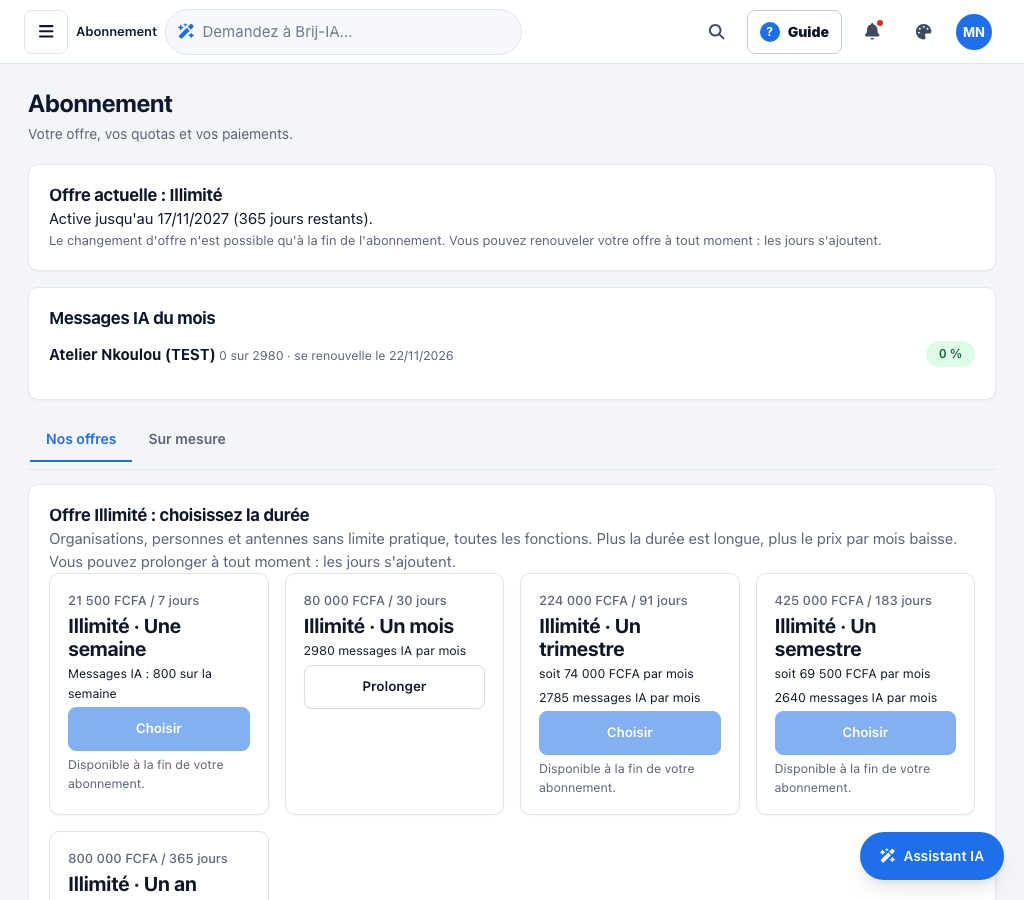 Abonnement
Demandez à Brij-IA...
? Guide
MN
Abonnement
Votre offre, vos quotas et vos paiements.
Offre actuelle : Illimité
Active jusqu'au 17/11/2027 (365 jours restants).
Le changement d'offre n'est possible qu'à la fin de l'abonnement. Vous pouvez renouveler votre offre à tout moment : les jours s'ajoutent.
Messages IA du mois
Atelier Nkoulou (TEST) 0 sur 2980 · se renouvelle le 22/11/2026
0 %
Nos offres
Sur mesure
Offre Illimité : choisissez la durée
Organisations, personnes et antennes sans limite pratique, toutes les fonctions. Plus la durée est longue, plus le prix par mois baisse.
Vous pouvez prolonger à tout moment : les jours s'ajoutent.
21 500 FCFA / 7 jours
Illimité · Une
semaine
Messages IA : 800 sur la
semaine
Choisir
Disponible à la fin de votre
abonnement.
80 000 FCFA / 30 jours
Illimité · Un mois
2980 messages IA par mois
Prolonger
224 000 FCFA / 91 jours
Illimité · Un
trimestre
soit 74 000 FCFA par mois
2785 messages IA par mois
Choisir
Disponible à la fin de votre
abonnement.
425 000 FCFA / 183 jours
Illimité · Un
semestre
soit 69 500 FCFA par mois
2640 messages IA par mois
Choisir
Disponible à la fin de votre
abonnement.
800 000 FCFA / 365 jours
Illimité · Un an
Assistant IA